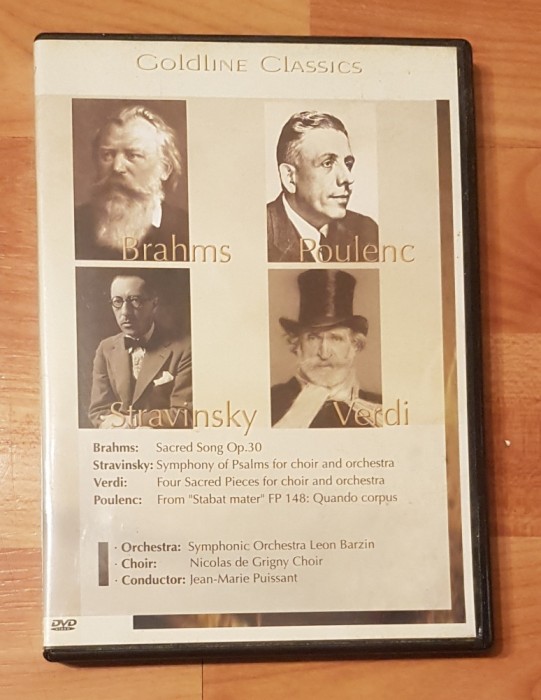 Goldline Classics
Brahms
Poulenc
Stravinsky
Verdi
Brahms: Sacred Song Op.30
Stravinsky: Symphony of Psalms for choir and orchestra
Verdi: Four Sacred Pieces for choir and orchestra
Poulenc: From "Stabat mater" FP 148: Quando corpus
· Orchestra: Symphonic Orchestra Leon Barzin
· Choir: Nicolas de Grigny Choir
· Conductor: Jean-Marie Puissant
DVD
VIDEO